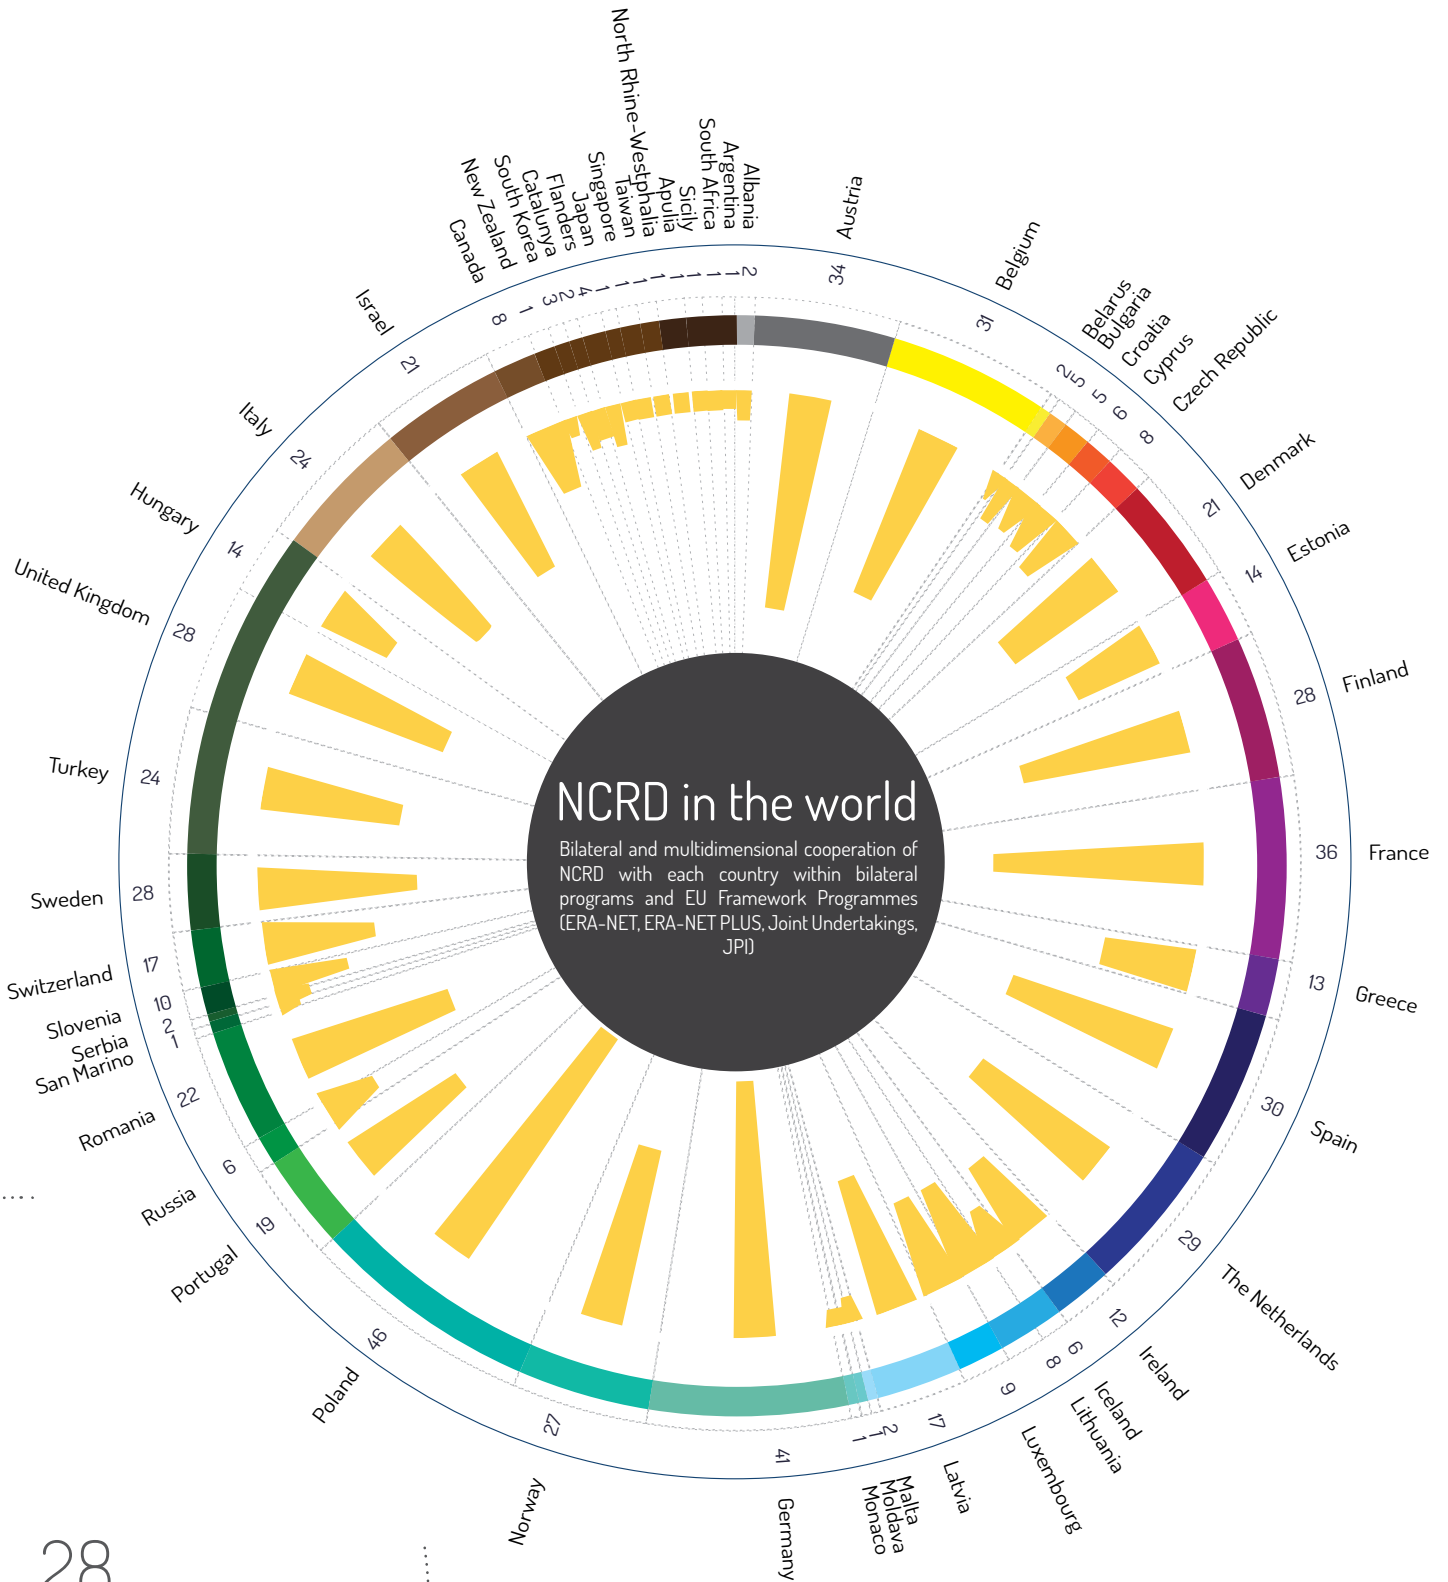 NCRD in the world
Bilateral and multidimensional cooperation of
NCRD with each country within bilateral
programs and EU Framework Programmes
(ERA-NET, ERA-NET PLUS, Joint Undertakings,
JPI)
Albania
2
Austria
34
Belgium
31
Belarus
2
Bulgaria
5
Croatia
5
Cyprus
6
Czech Republic
8
Denmark
21
Estonia
14
Finland
28
France
36
Greece
13
Spain
30
The Netherlands
29
Ireland
12
Iceland
6
Lithuania
8
Luxembourg
9
Latvia
17
Malta
2
Moldava
1
Monaco
1
Germany
41
Norway
27
Poland
46
Portugal
19
Russia
6
Romania
22
San Marino
1
Serbia
2
Slovenia
10
Switzerland
17
Sweden
28
Turkey
24
United Kingdom
28
Hungary
14
Italy
24
Israel
21
Canada
8
New Zealand
1
South Korea
3
Catalunya
2
Flanders
4
Japan
1
Singapore
1
Taiwan
1
North Rhine-Westphalia
1
Apulia
1
Sicily
1
South Africa
1
Argentina
1
28